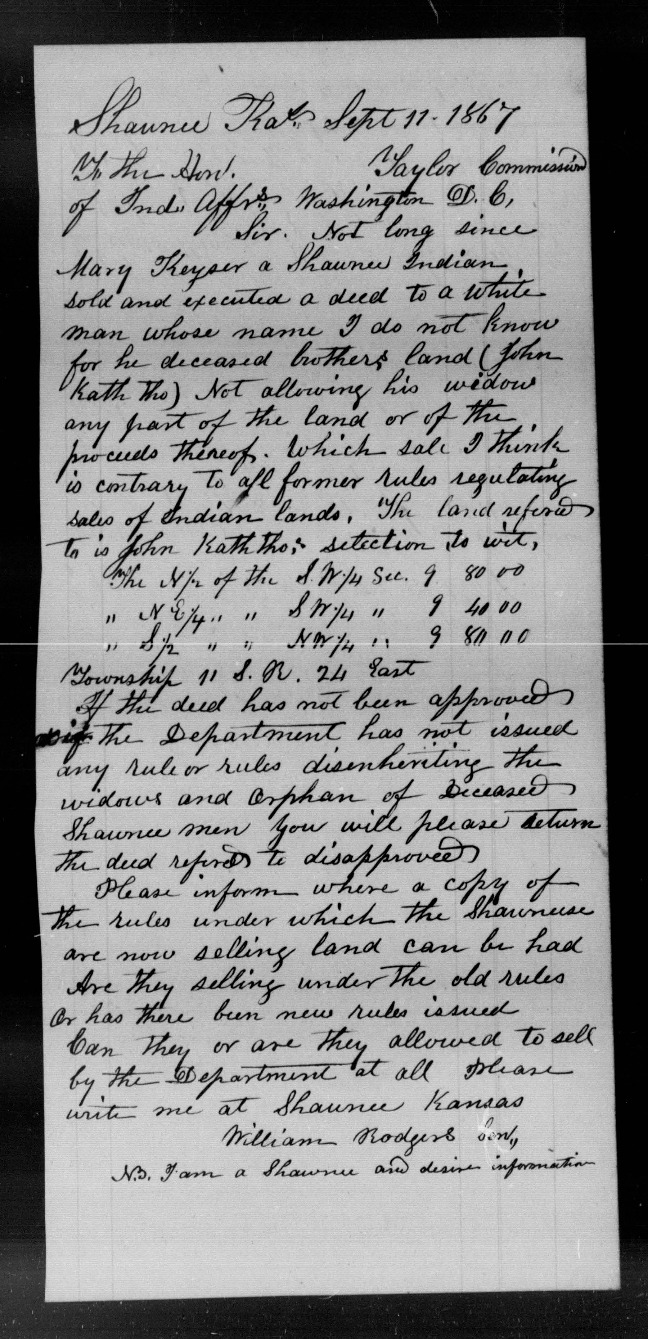 Shawnee Kas. Sept 11. 1867
To the Hon. Taylor Commissioned
of Ind. Affrs. Washington D. C,
Sir. Not long since
Mary Keyser a Shawnee Indian
sold and executed a deed to a white
man whose name I do not know
for he deceased brothers land (John
Kath tho) Not allowing his widow
any part of the land or of the
proceeds thereof. Which sale I think
is contrary to all former rules regulating
sales of Indian lands. The land refered
to is John Kaththo's selection to wit,
The N/2 of the S.W/4 Sec. 9 80 00
" N E/4 " " S W/4 " 9 40 00
" S/2 " " N W/4 " 9 80 00
Township 11 S. R. 24 East
If the deed has not been approved
if the Department has not issued
any rule or rules disenheriting the
widows and Orphan of Deceased
Shawnee men you will please return
the deed refered to disapproved
Please inform where a copy of
the rules under which the Shawneese
are now selling land can be had
Are they selling under the old rules
Or has there been new rules issued
Can they or are they allowed to sell
by the Department at all Please
write me at Shawnee Kansas
William Rodgers Sen,,
N.B. I am a Shawnee and desire information